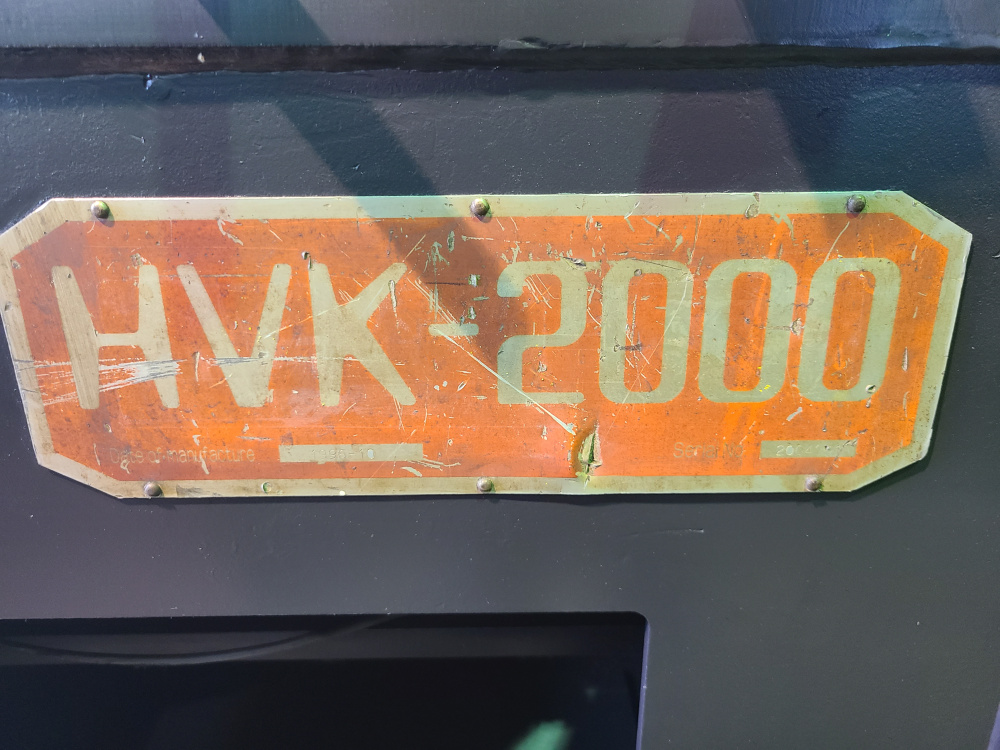 HVK-2000
Date of manufacture
Serial No